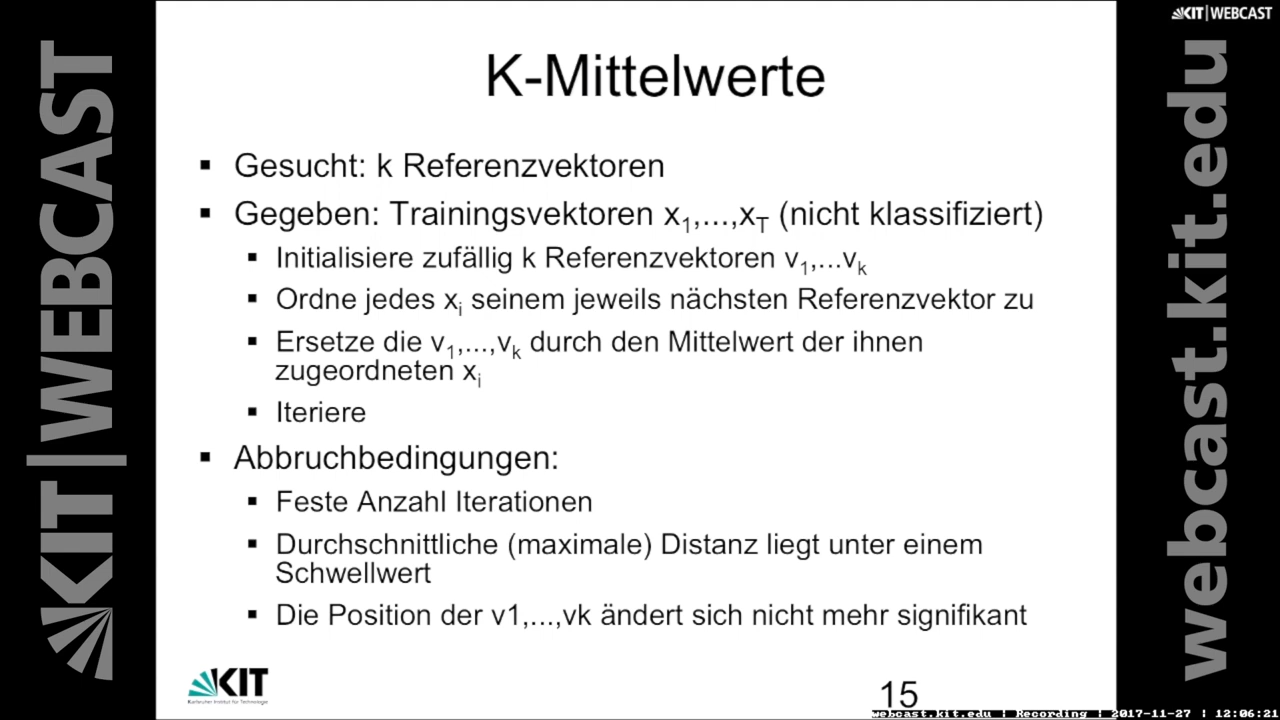 KIT|WEBCAST
K-Mittelwerte
Gesucht: k Referenzvektoren
Gegeben: Trainingsvektoren x1,...,xT (nicht klassifiziert)
Initialisiere zufällig k Referenzvektoren v1,...vk
Ordne jedes xi seinem jeweils nächsten Referenzvektor zu
Ersetze die v1,...,vk durch den Mittelwert der ihnen
zugeordneten xi
Iteriere
Abbruchbedingungen:
Feste Anzahl Iterationen
Durchschnittliche (maximale) Distanz liegt unter einem
Schwellwert
Die Position der v1,...,vk ändert sich nicht mehr signifikant
KIT
Karlsruher Institut für Technologie
15
KIT|WEBCAST
webcast.kit.edu
webcast.kit.edu | Recording | 2017-11-27 | 12:06:21